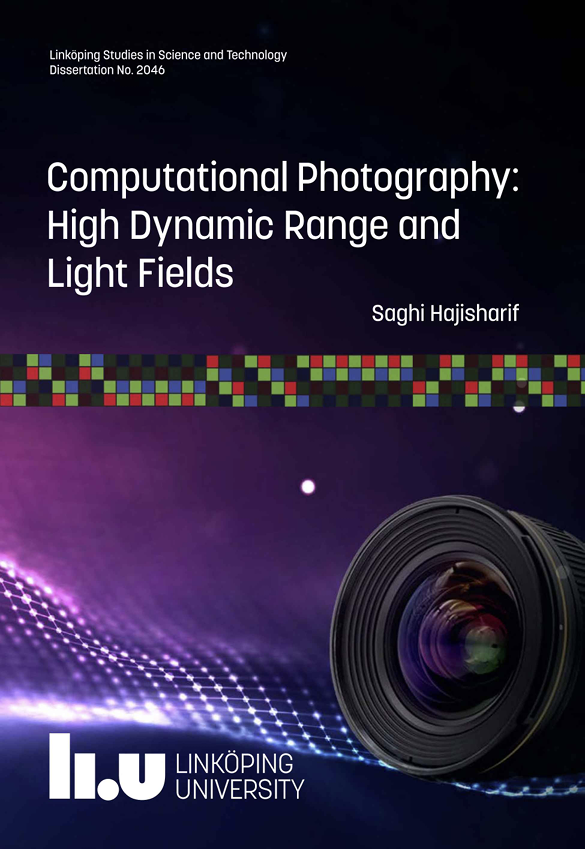 Linköping Studies in Science and Technology
Dissertation No. 2046
Computational Photography:
High Dynamic Range and
Light Fields
Saghi Hajisharif
li.u LINKÖPING
UNIVERSITY